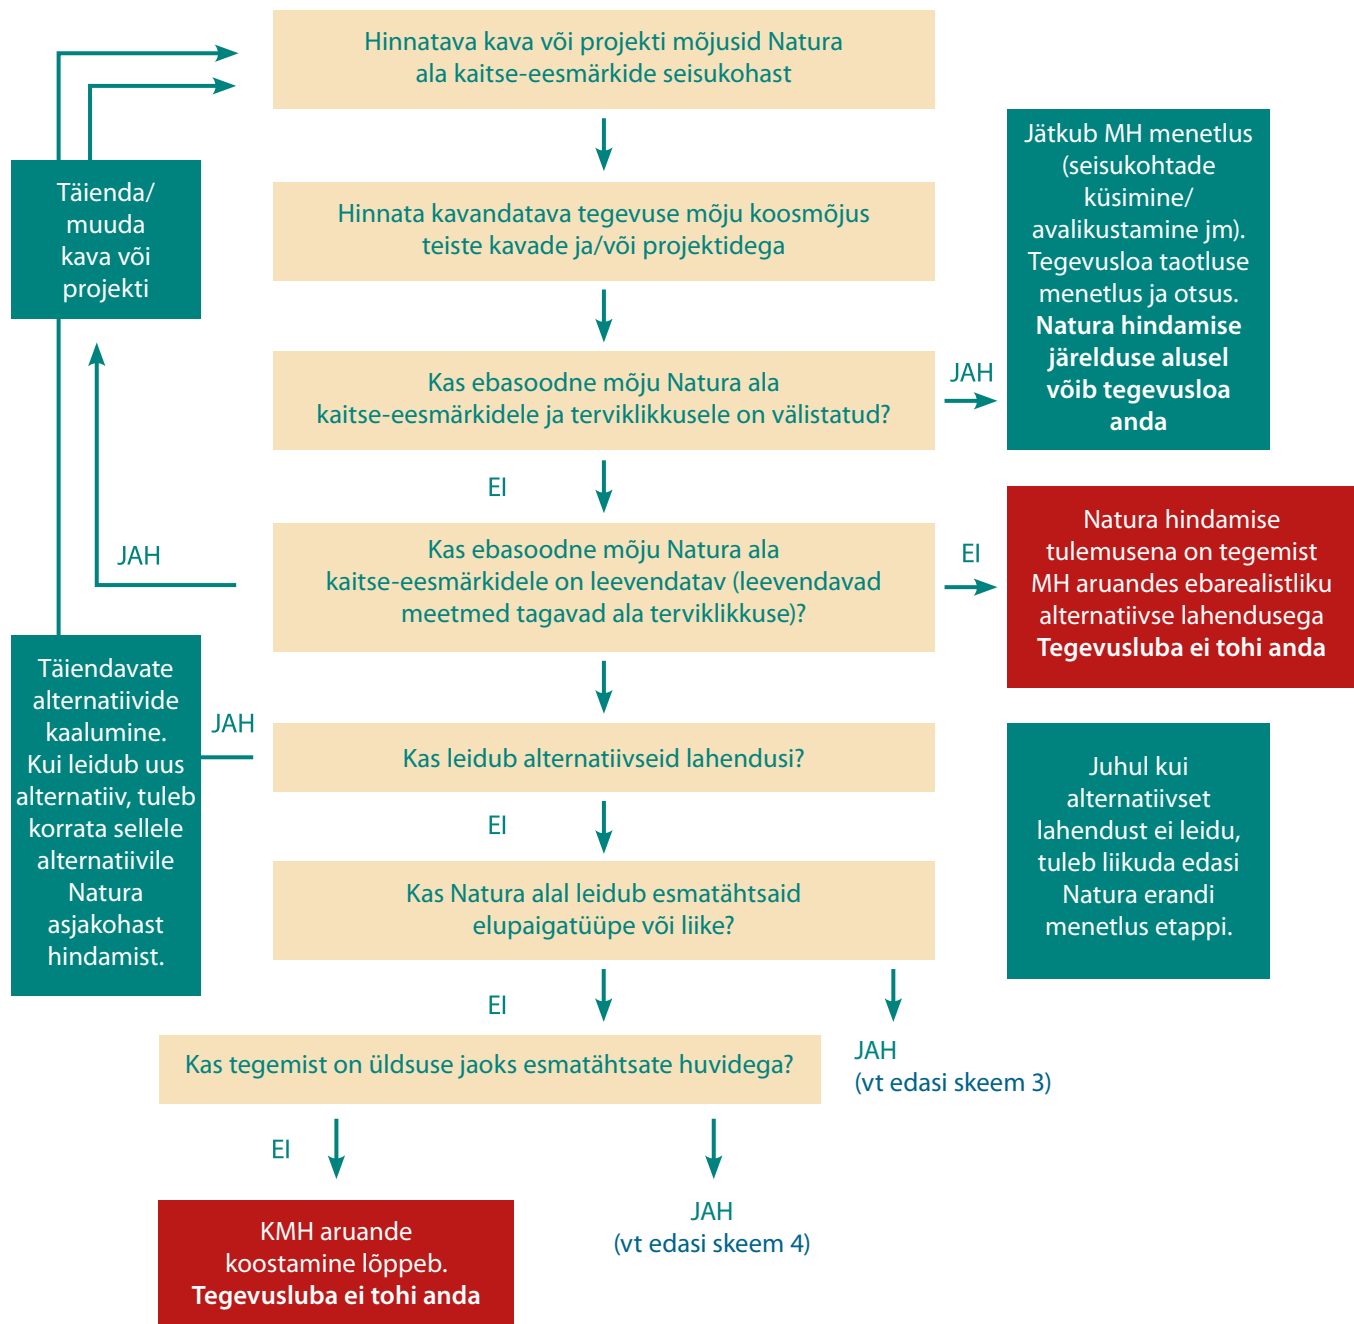 Hinnatava kava või projekti mõjusid Natura
ala kaitse-eesmärkide seisukohast
Täienda/
muuda
kava või
projekti
Hinnata kavandatava tegevuse mõju koosmõjus
teiste kavade ja/või projektidega
Jätkub MH menetlus
(seisukohtade
küsimine/
avalikustamine jm).
Tegevusloa taotluse
menetlus ja otsus.
Natura hindamise
järelduse alusel
võib tegevusloa
anda
Kas ebasoodne mõju Natura ala
kaitse-eesmärkidele ja terviklikkusele on välistatud?
JAH
EI
Kas ebasoodne mõju Natura ala
kaitse-eesmärkidele on leevendatav (leevendavad
meetmed tagavad ala terviklikkuse)?
JAH
EI
Natura hindamise
tulemusena on tegemist
MH aruandes ebarealistliku
alternatiivse lahendusega
Tegevusluba ei tohi anda
Täiendavate
alternatiivide
kaalumine.
Kui leidub uus
alternatiiv, tuleb
korrata sellele
alternatiivile
Natura
asjakohast
hindamist.
JAH
Kas leidub alternatiivseid lahendusi?
EI
Juhul kui
alternatiivset
lahendust ei leidu,
tuleb liikuda edasi
Natura erandi
menetlus etappi.
Kas Natura alal leidub esmatähtsaid
elupaigatüüpe või liike?
EI
JAH
(vt edasi skeem 3)
Kas tegemist on üldsuse jaoks esmatähtsate huvidega?
EI
JAH
(vt edasi skeem 4)
KMH aruande
koostamine lõppeb.
Tegevusluba ei tohi anda